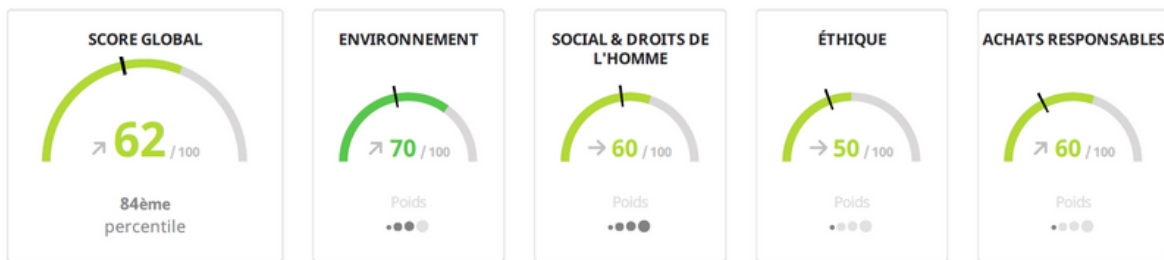 SCORE GLOBAL
62 / 100
84ème
percentile
ENVIRONNEMENT
70 / 100
Poids
SOCIAL & DROITS DE
L'HOMME
60 / 100
Poids
ÉTHIQUE
50 / 100
Poids
ACHATS RESPONSABLES
60 / 100
Poids